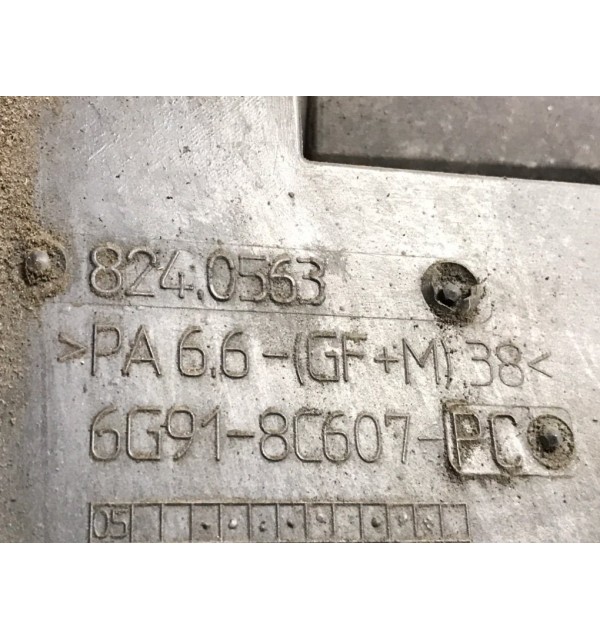 824.0563
>PA 6.6-(GF+M) 38<
6G91-8C607-PC
05